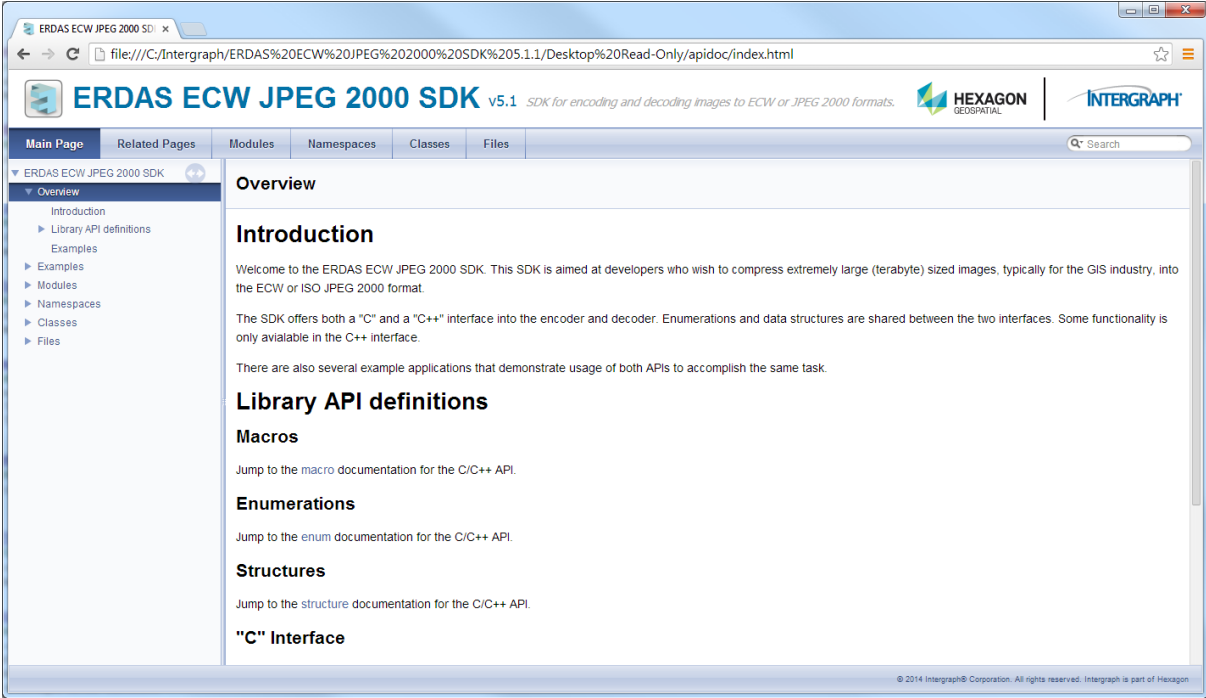 ERDAS ECW JPEG 2000 SD
file:///C:/Intergraph/ERDAS%20ECW%20JPEG%202000%20SDK%205.1.1/Desktop%20Read-Only/apidoc/index.html
ERDAS ECW JPEG 2000 SDK v5.1 SDK for encoding and decoding images to ECW or JPEG 2000 formats.
HEXAGON
GEOSPATIAL
INTERGRAPH
Main Page Related Pages Modules Namespaces Classes Files Search
ERDAS ECW JPEG 2000 SDK
Overview
Introduction
Library API definitions
Examples
Examples
Modules
Namespaces
Classes
Files
Overview
Introduction
Welcome to the ERDAS ECW JPEG 2000 SDK. This SDK is aimed at developers who wish to compress extremely large (terabyte) sized images, typically for the GIS industry, into
the ECW or ISO JPEG 2000 format.
The SDK offers both a "C" and a "C++" interface into the encoder and decoder. Enumerations and data structures are shared between the two interfaces. Some functionality is
only avialable in the C++ interface.
There are also several example applications that demonstrate usage of both APIs to accomplish the same task.
Library API definitions
Macros
Jump to the macro documentation for the C/C++ API.
Enumerations
Jump to the enum documentation for the C/C++ API.
Structures
Jump to the structure documentation for the C/C++ API.
"C" Interface
© 2014 Intergraph® Corporation. All rights reserved. Intergraph is part of Hexagon